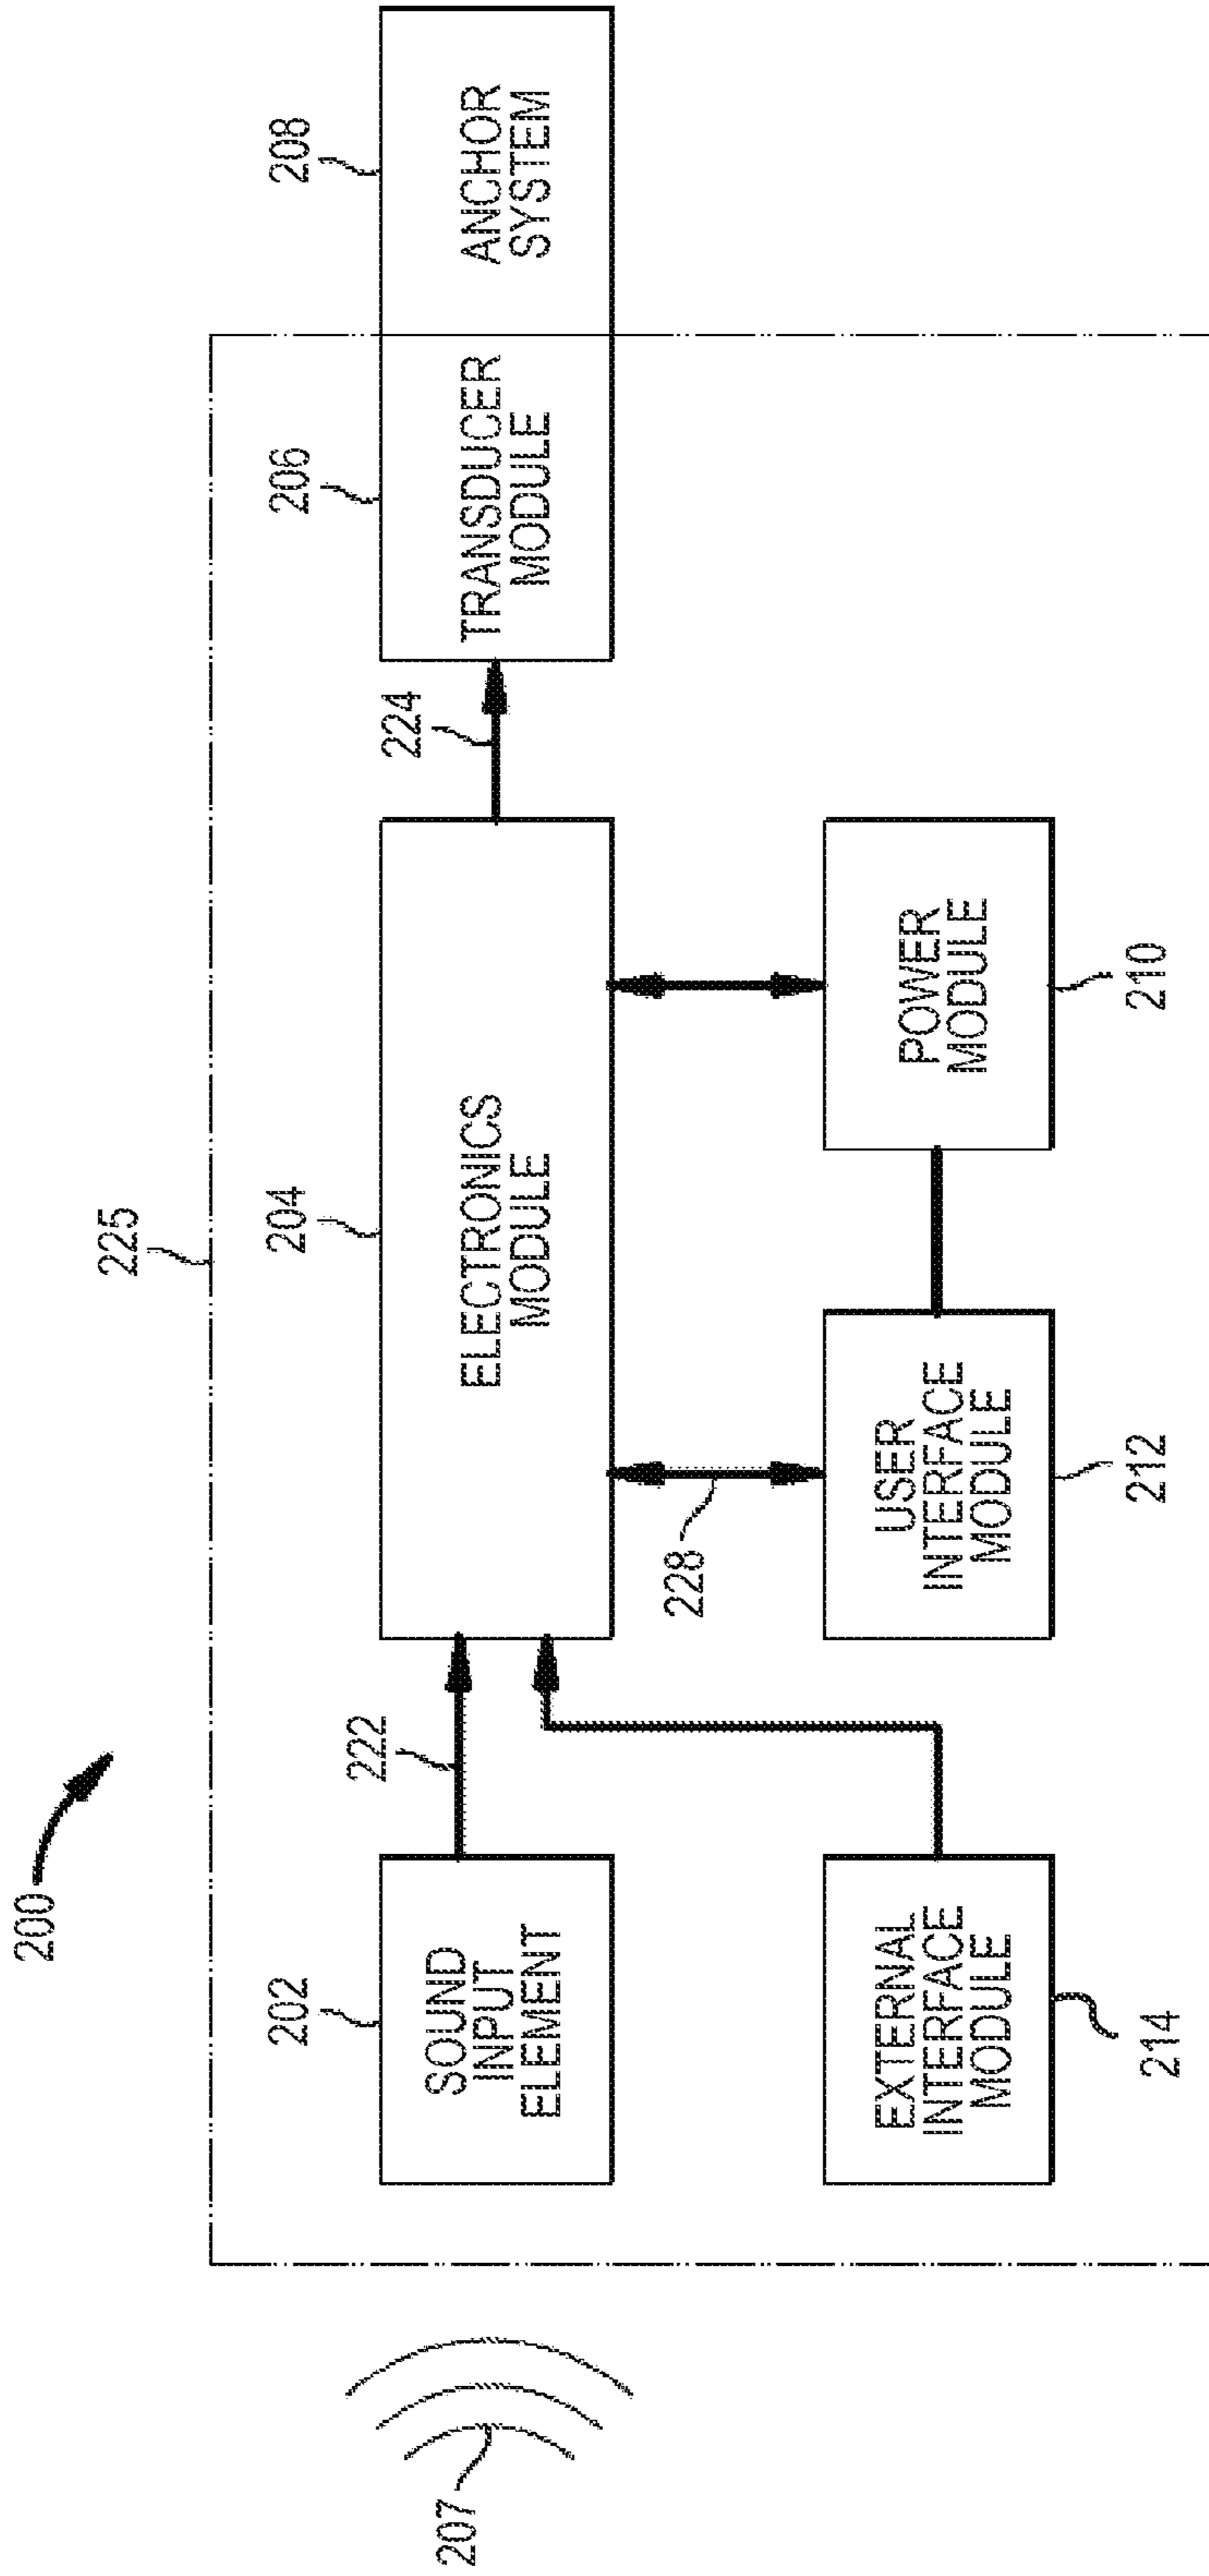 200
225
202
204
206
208
SOUND
INPUT
ELEMENT
222
ELECTRONICS
MODULE
224
TRANSDUCER
MODULE
ANCHOR
SYSTEM
207
228
EXTERNAL
INTERFACE
MODULE
USER
INTERFACE
MODULE
POWER
MODULE
214
212
210